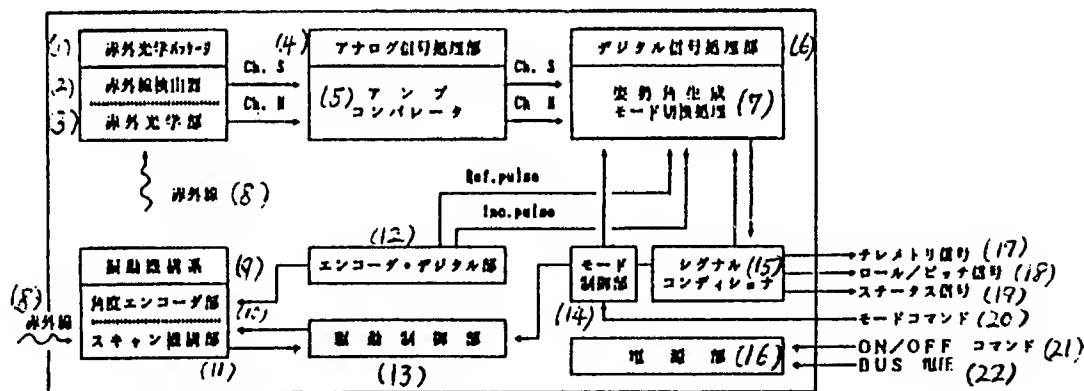 (1) 赤外光学パッケージ
(2) 赤外線検出器
(3) 赤外光学部
Ch. S
Ch. N
(4) アナログ信号処理部
(5) アンプ
コンパレータ
Ch. S
Ch. N
デジタル信号処理部 (6)
姿勢角生成
モード切換処理 (7)
赤外線 (8)
Ref.pulse
Inc.pulse
(12)
エンコーダ・デジタル部
振動機構系 (9)
角度エンコーダ部 (10)
スキャン機構部
(11)
(8)
赤外線
駆動制御部
(13)
モード
制御部
(14)
シグナル
コンディショナ (15)
電源部 (16)
テレメトリ信号 (17)
ロール/ピッチ信号 (18)
ステータス信号 (19)
モードコマンド (20)
ON/OFF コマンド (21)
BUS 電圧 (22)